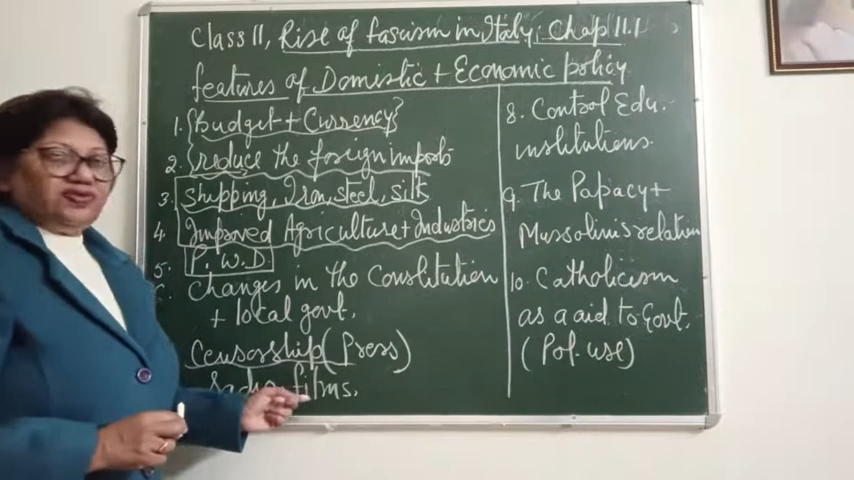 Class 11, Rise of fascism in Italy, Chap 11.1
features of Domistic + Economic policy
1. {budget + Currency}
2. {reduce the foreign imports
3. Shipping, Iron, steel, silk
4. Improved Agriculture + Industries
5. P.W.D
6. Changes in the Constitution
+ local govt.
Censorship (Press)
Radio films.
8. Control Edu.
institutions.
9. The Papacy +
Mussolinis relation
10. Catholicism
as a aid to Govt.
(Pol. use)